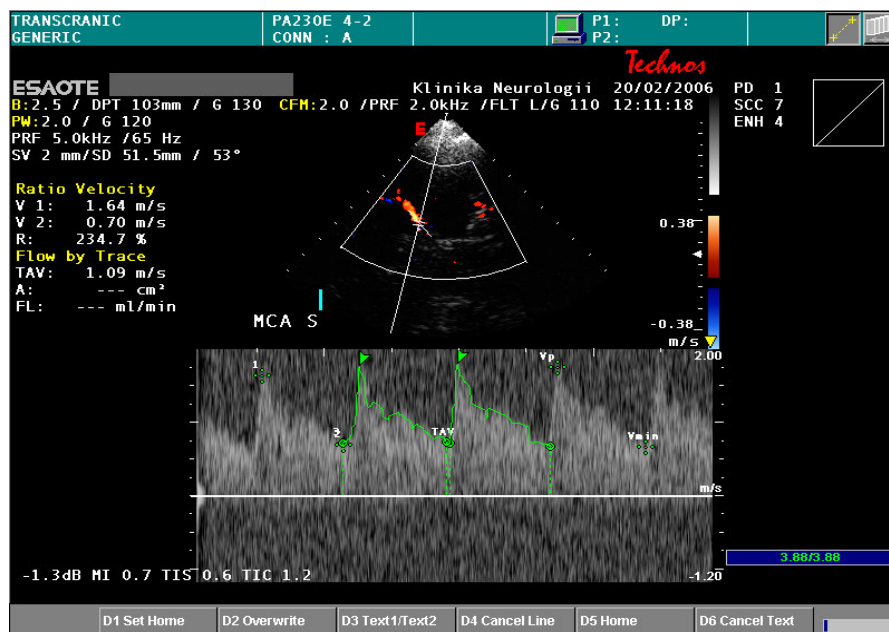 TRANSCRANIC
GENERIC
PA230E 4-2
CONN : A
P1: DP:
P2:
Technos
ESAOTE
Klinika Neurologii 20/02/2006
B:2.5 / DPT 103mm / G 130 CFM:2.0 /PRF 2.0kHz /FLT L/G 110 12:11:18
PD 1
SCC 7
ENH 4
PW:2.0 / G 120
PRF 5.0kHz /65 Hz
SV 2 mm/SD 51.5mm / 53°
E
Ratio Velocity
V 1: 1.64 m/s
V 2: 0.70 m/s
R: 234.7 %
Flow by Trace
TAV: 1.09 m/s
A: --- cm²
FL: --- ml/min
0.38
-0.38
m/s
MCA S
2.00
1
Vp
2
TAV
Vmin
m/s
-1.20
3.88/3.88
-1.3dB MI 0.7 TIS 0.6 TIC 1.2
D1 Set Home
D2 Overwrite
D3 Text1/Text2
D4 Cancel Line
D5 Home
D6 Cancel Text